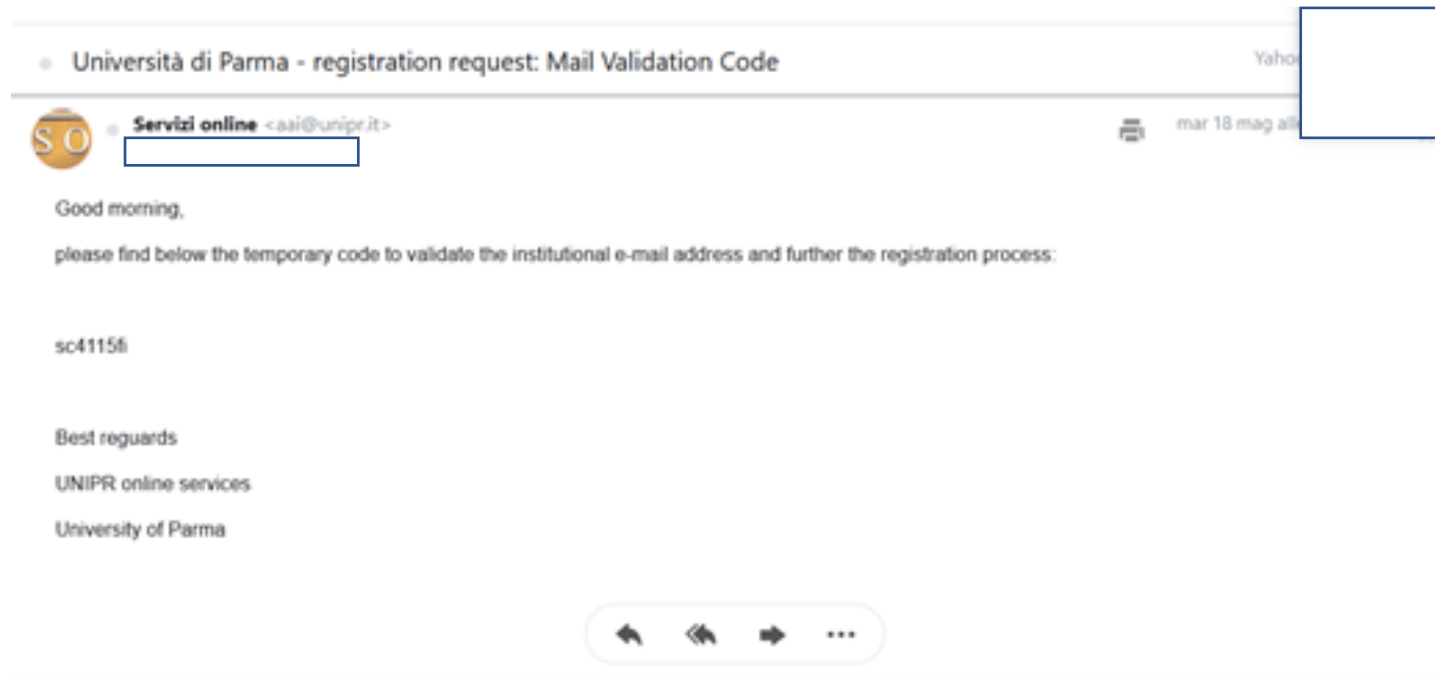 Università di Parma - registration request: Mail Validation Code
S O
Servizi online <aai@unipr.it>
mar 18 mag
Good morning,
please find below the temporary code to validate the institutional e-mail address and further the registration process:
sc4115fi
Best reguards
UNIPR online services
University of Parma